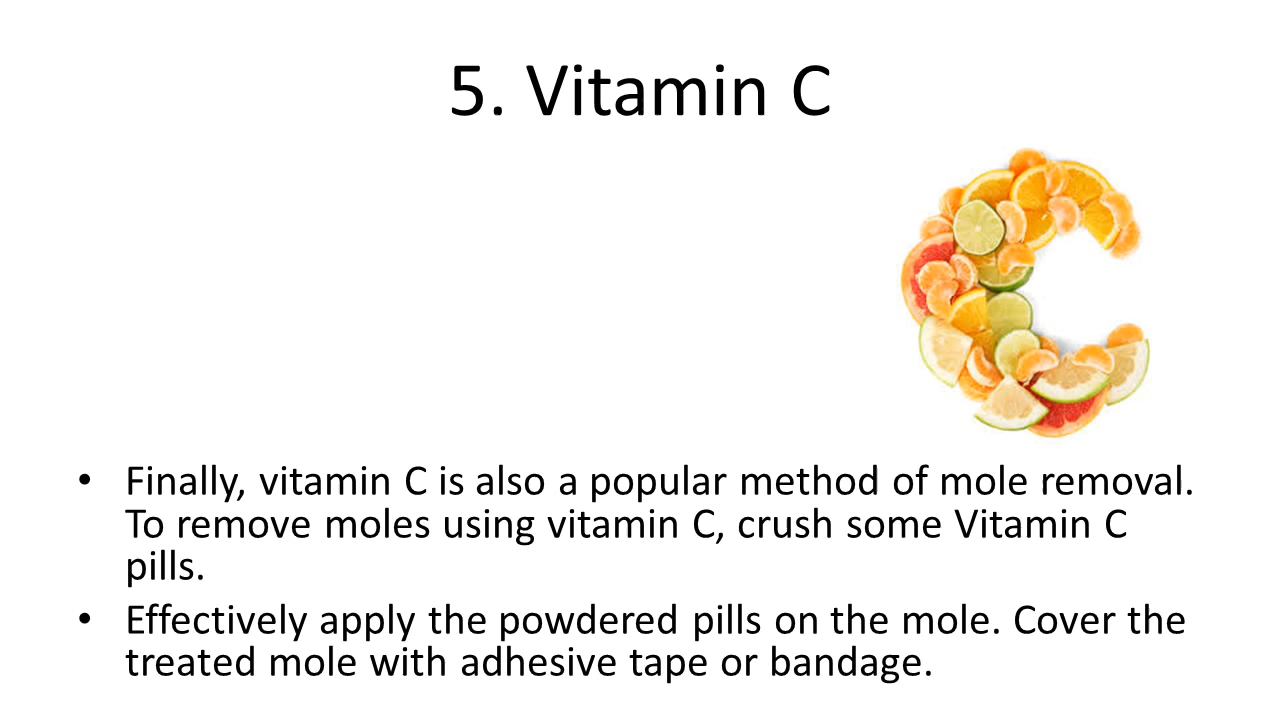 5. Vitamin C
• Finally, vitamin C is also a popular method of mole removal.
To remove moles using vitamin C, crush some Vitamin C
pills.
• Effectively apply the powdered pills on the mole. Cover the
treated mole with adhesive tape or bandage.